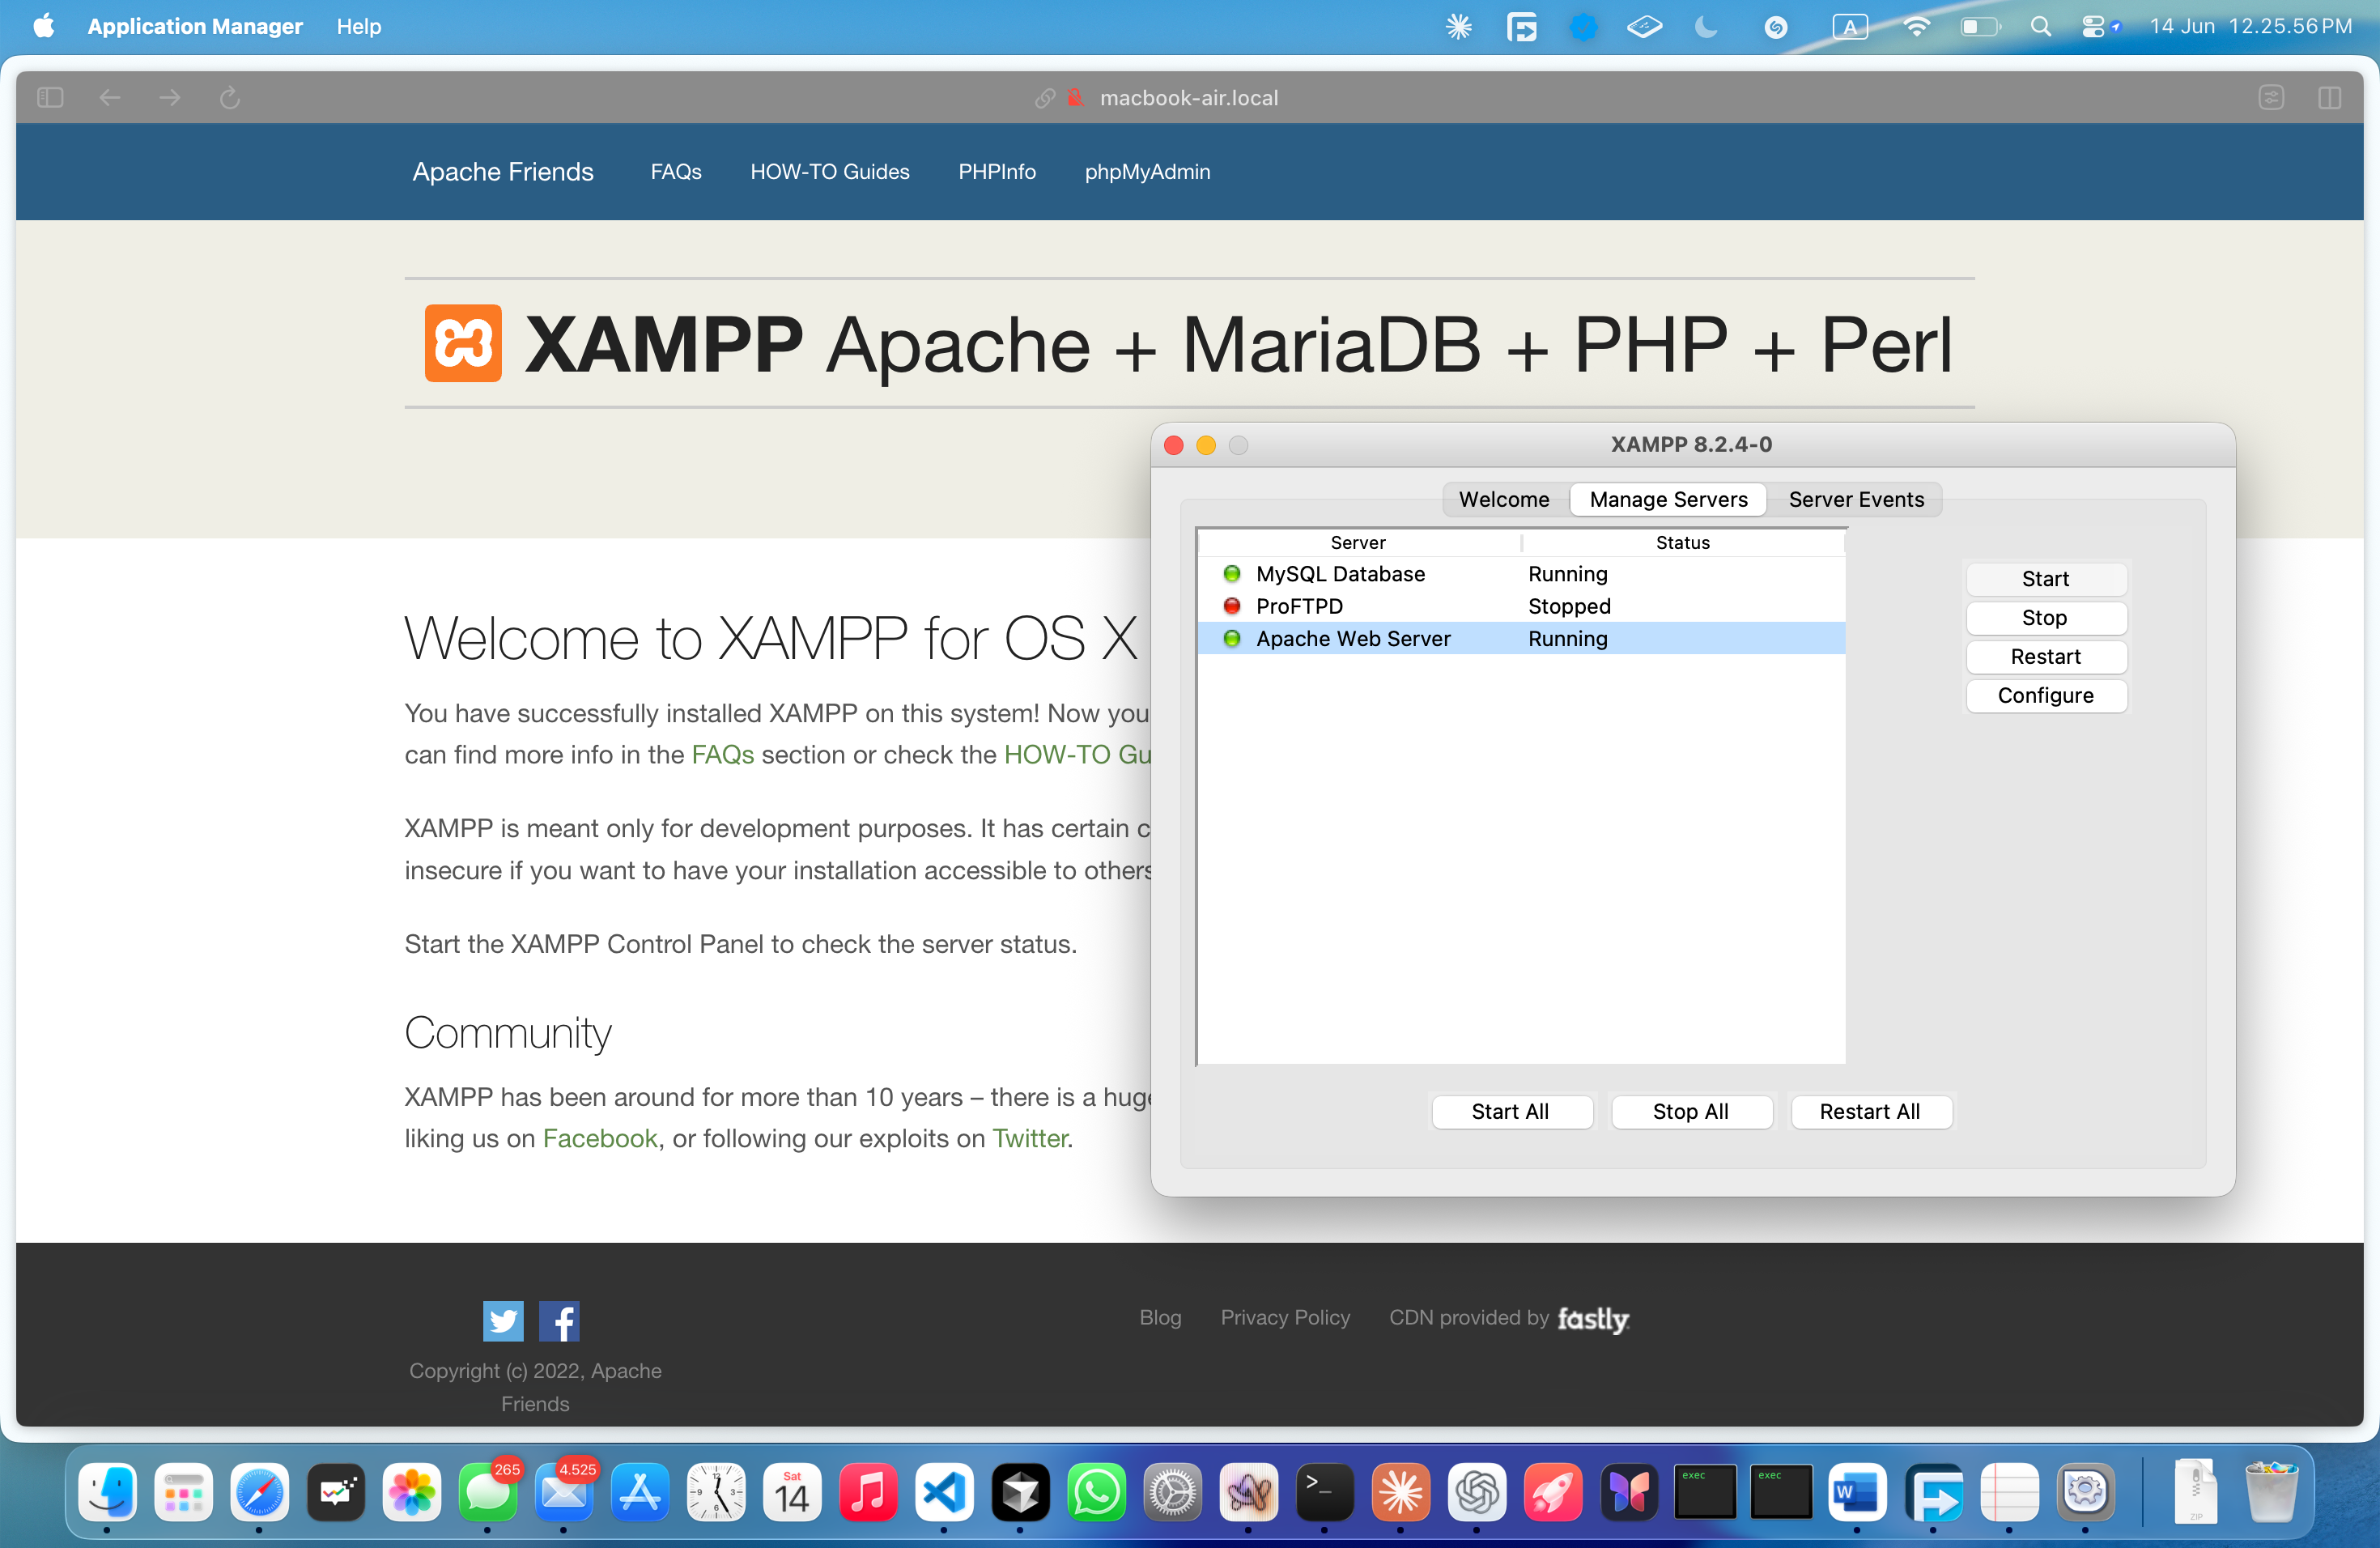 Application Manager Help
A
14 Jun 12.25.56 PM
macbook-air.local
Apache Friends FAQs HOW-TO Guides PHPInfo phpMyAdmin
XAMPP Apache + MariaDB + PHP + Perl
Welcome to XAMPP for OS X
You have successfully installed XAMPP on this system! Now you
can find more info in the FAQs section or check the HOW-TO Gu
XAMPP is meant only for development purposes. It has certain c
insecure if you want to have your installation accessible to others
Start the XAMPP Control Panel to check the server status.
Community
XAMPP has been around for more than 10 years – there is a huge
liking us on Facebook, or following our exploits on Twitter.
XAMPP 8.2.4-0
Welcome Manage Servers Server Events
Server Status
MySQL Database Running
ProFTPD Stopped
Apache Web Server Running
Start
Stop
Restart
Configure
Start All Stop All Restart All
Blog Privacy Policy CDN provided by fastly
Copyright (c) 2022, Apache
Friends
265
4.525
Sat
14
exec
exec
W
ZIP